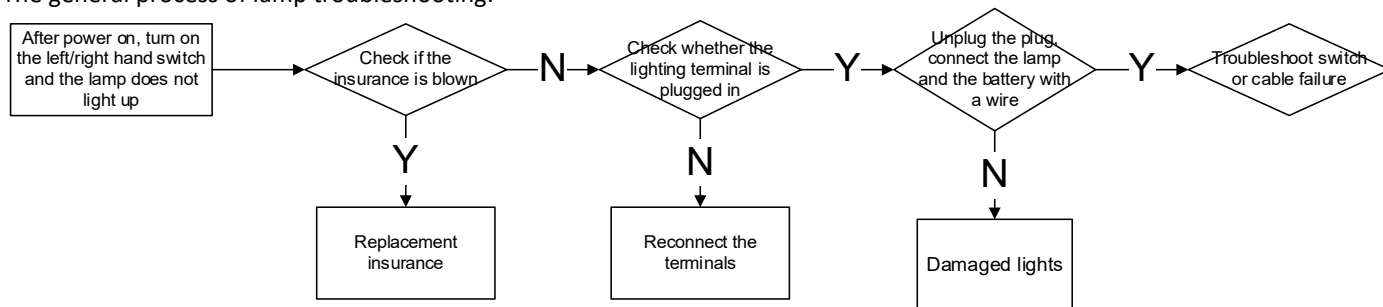 The general process of lamp troubleshooting:
After power on, turn on
the left/right hand switch
and the lamp does not
light up
Check if the
insurance is blown
N
Check whether the
lighting terminal is
plugged in
Y
Unplug the plug,
connect the lamp
and the battery with
a wire
Y
Troubleshoot switch
or cable failure
Y
N
N
Replacement
insurance
Reconnect the
terminals
Damaged lights